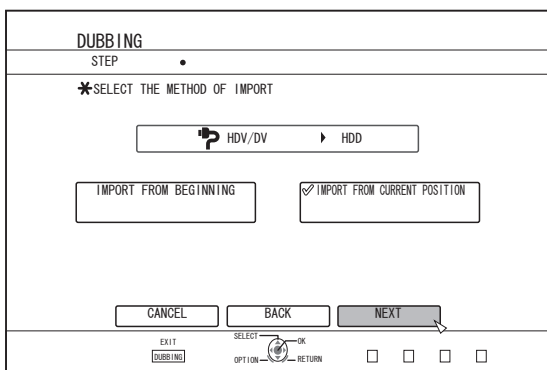 DUBBING
STEP
SELECT THE METHOD OF IMPORT
HDV/DV HDD
IMPORT FROM BEGINNING
IMPORT FROM CURRENT POSITION
CANCEL BACK NEXT
EXIT
DUBBING
SELECT OK
OPTION RETURN